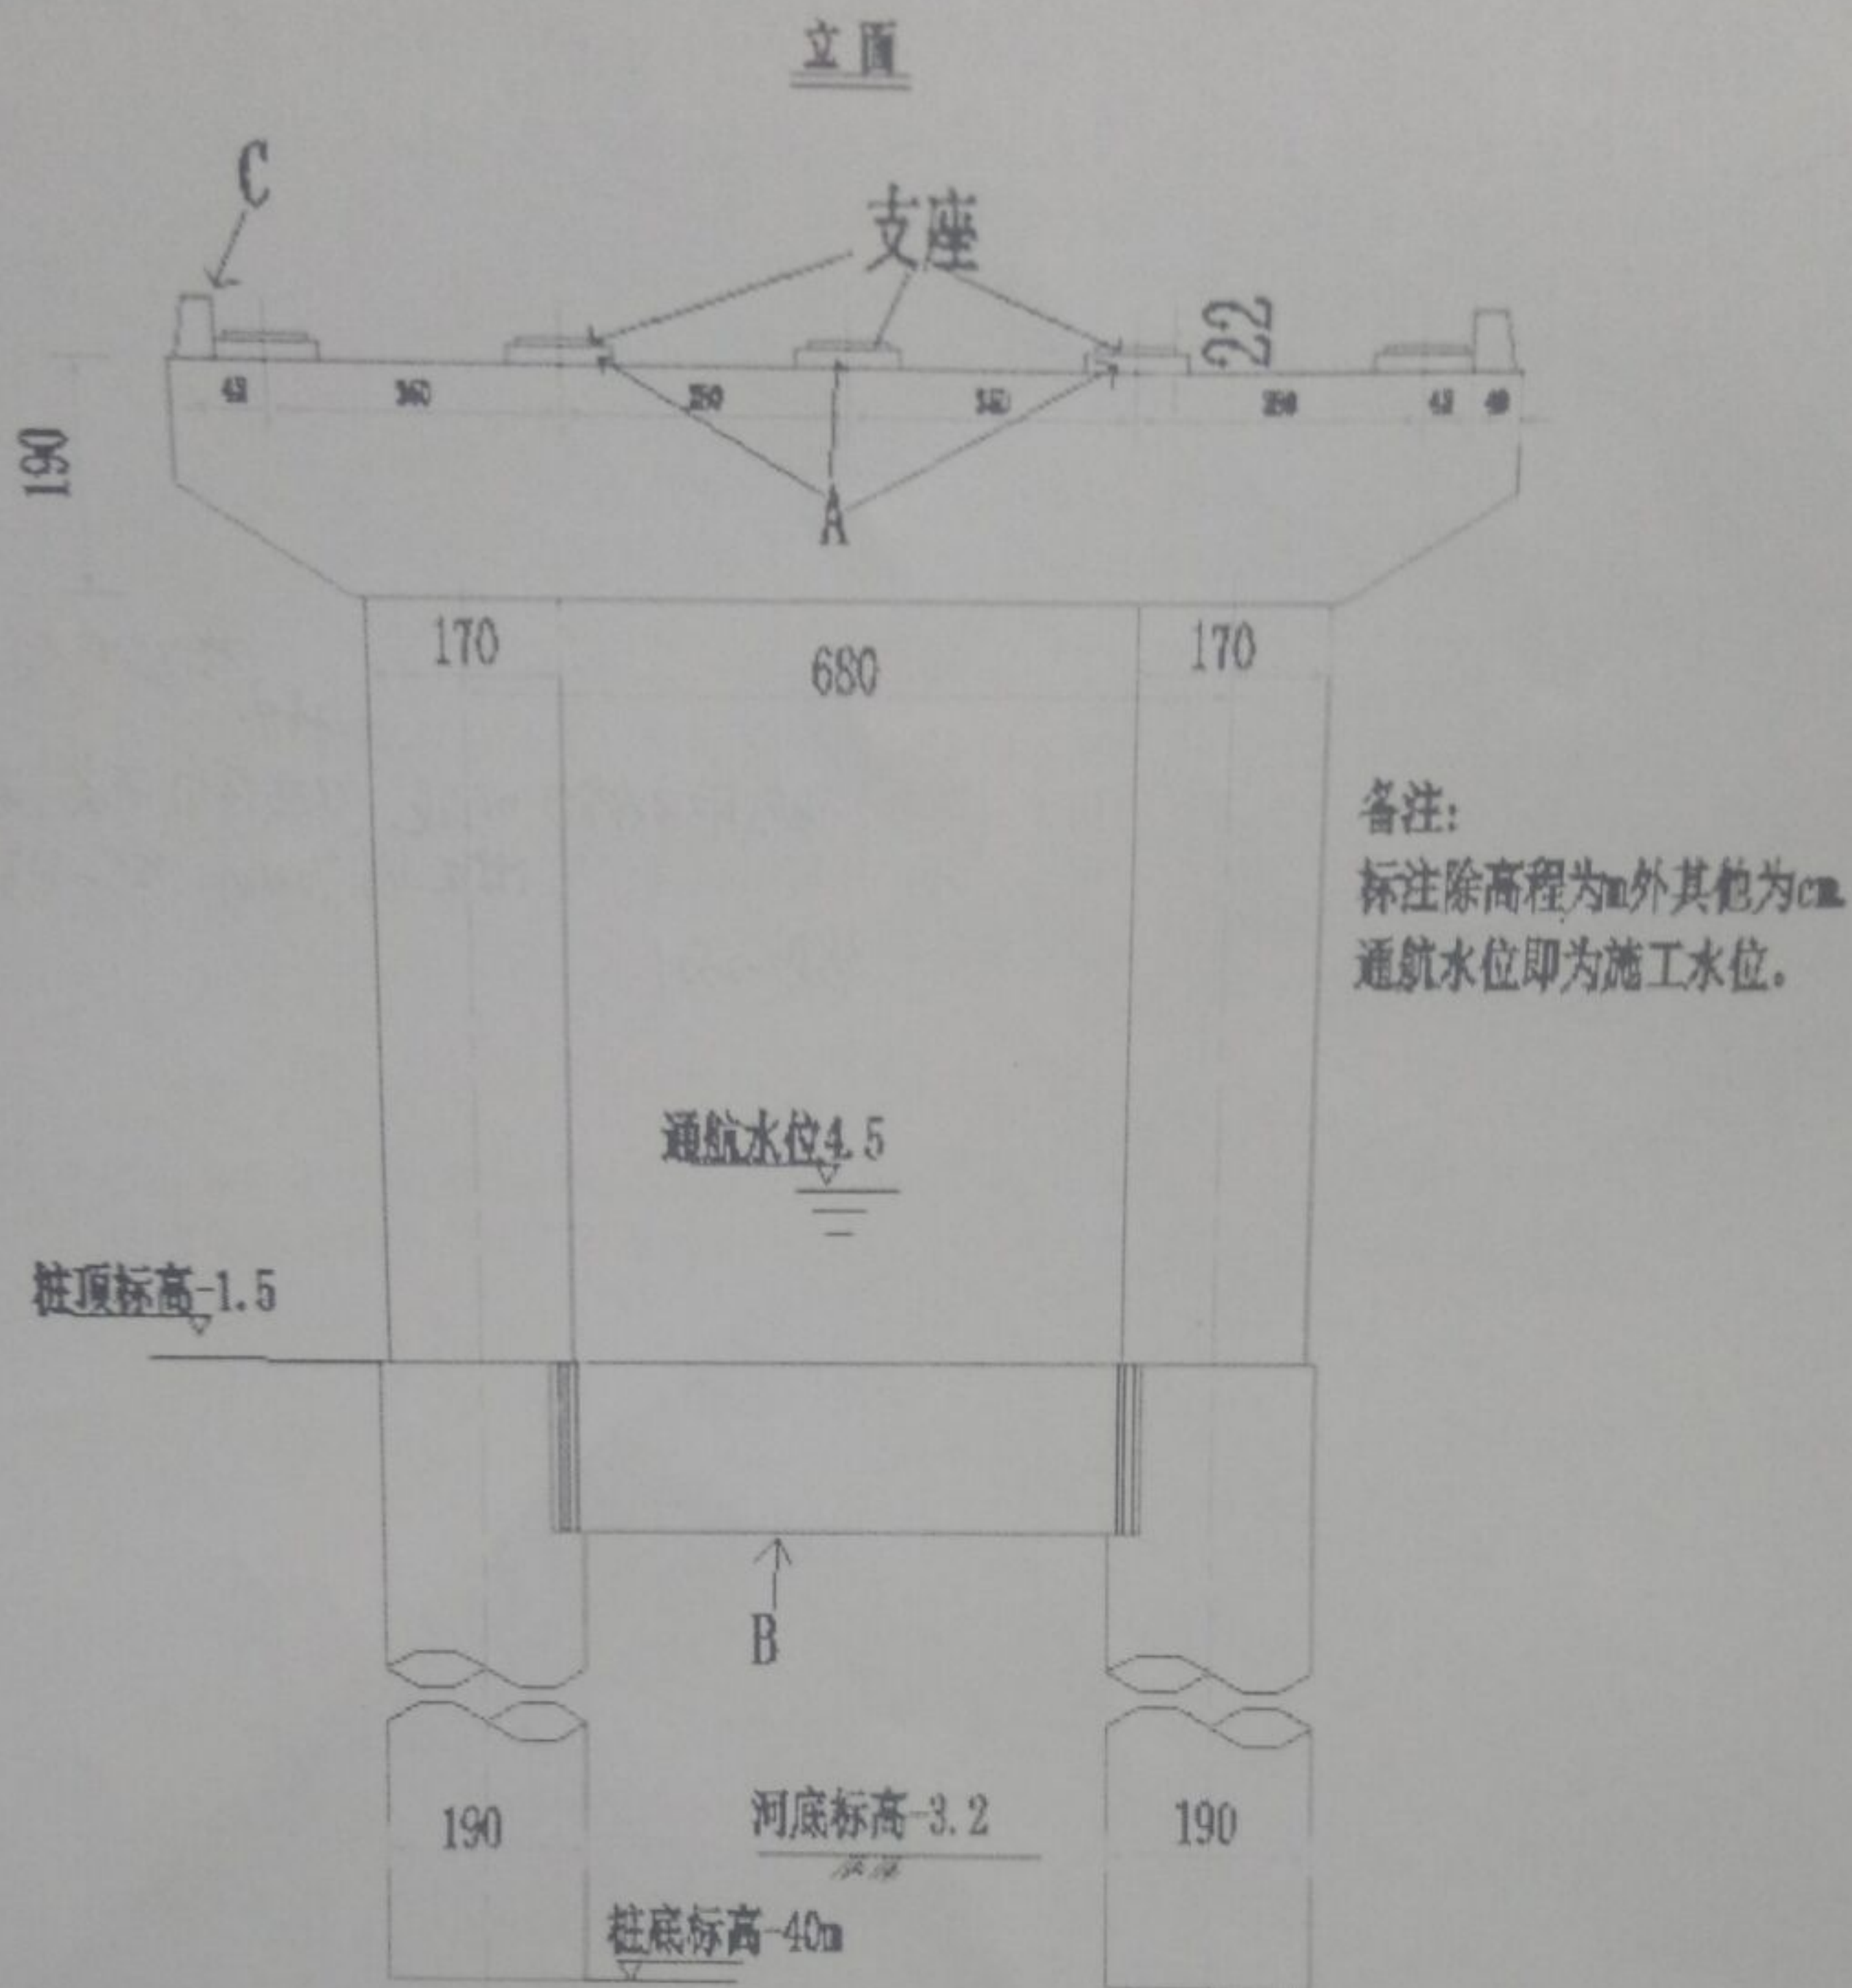 立面
C
支座
22
190
A
170
680
170
备注:
标注除高程为m外其他为cm
通航水位即为施工水位。
通航水位4.5
桩顶标高-1.5
B
190
河底标高-3.2
190
桩底标高-40m